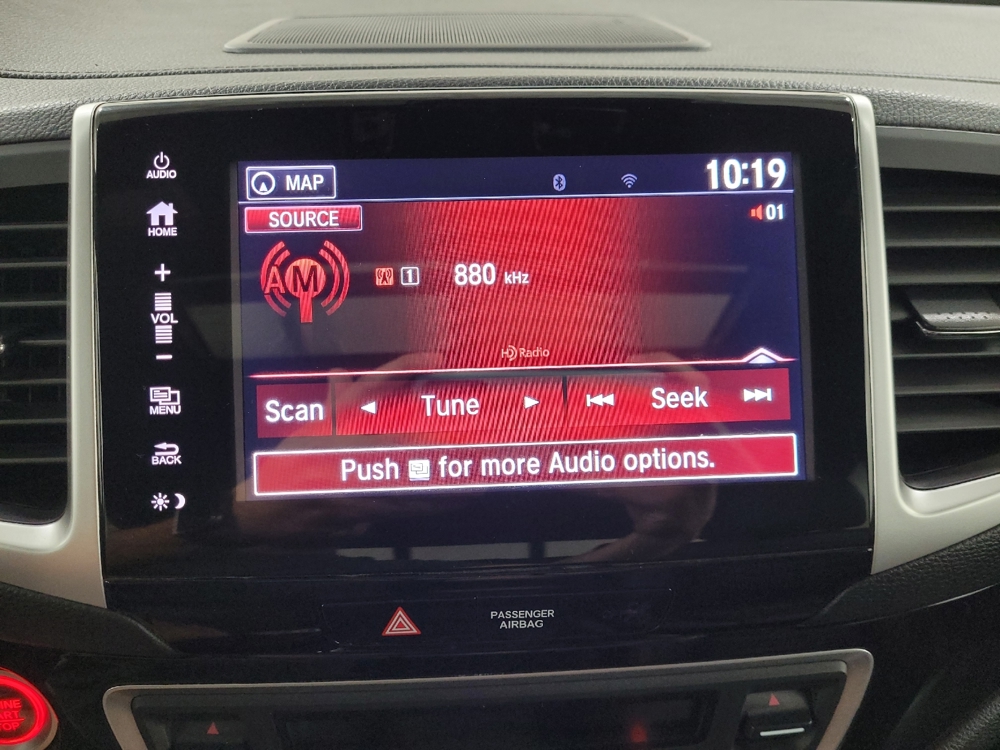 AUDIO
HOME
+
VOL
-
MENU
BACK
MAP
10:19
SOURCE
01
AM
1
880 kHz
HD Radio
Scan
Tune
Seek
Push for more Audio options.
PASSENGER
AIRBAG